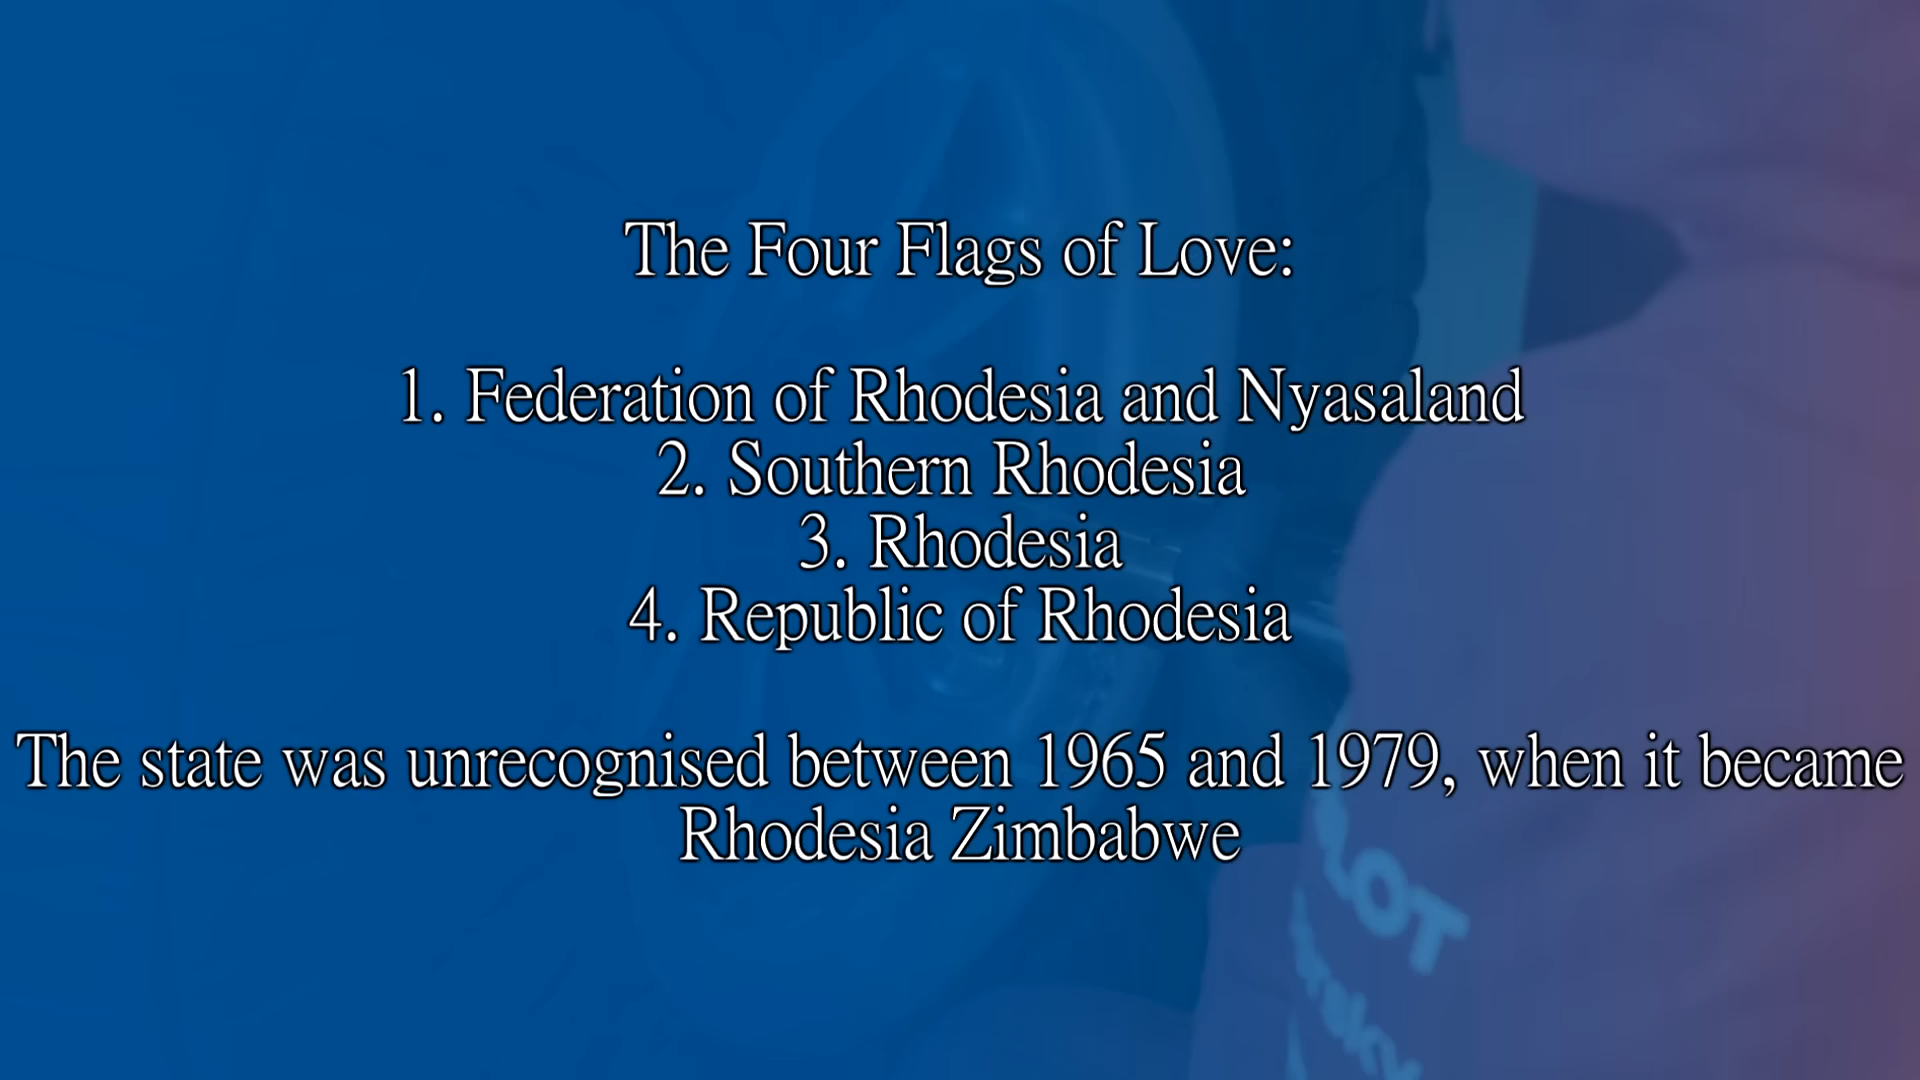 The Four Flags of Love:
1. Federation of Rhodesia and Nyasaland
2. Southern Rhodesia
3. Rhodesia
4. Republic of Rhodesia
The state was unrecognised between 1965 and 1979, when it became
Rhodesia Zimbabwe